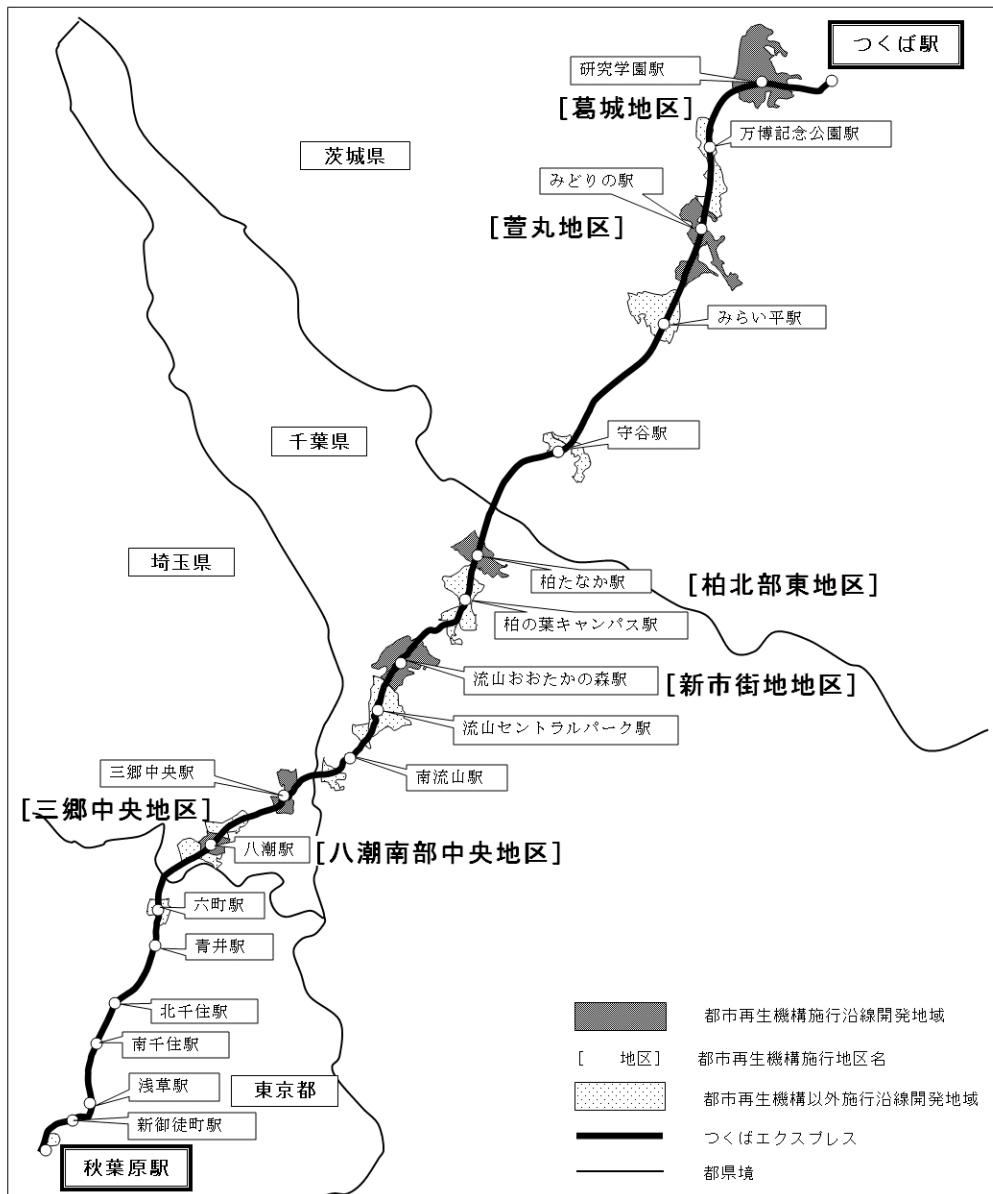 つくば駅
研究学園駅
[葛城地区]
万博記念公園駅
茨城県
みどりの駅
[萱丸地区]
みらい平駅
千葉県
守谷駅
埼玉県
柏たなか駅
[柏北部東地区]
柏の葉キャンパス駅
流山おおたかの森駅
[新市街地地区]
流山セントラルパーク駅
三郷中央駅
南流山駅
[三郷中央地区]
八潮駅
[八潮南部中央地区]
六町駅
青井駅
北千住駅
南千住駅
浅草駅
東京都
新御徒町駅
秋葉原駅
都市再生機構施行沿線開発地域
[　地区]　都市再生機構施行地区名
都市再生機構以外施行沿線開発地域
つくばエクスプレス
都県境